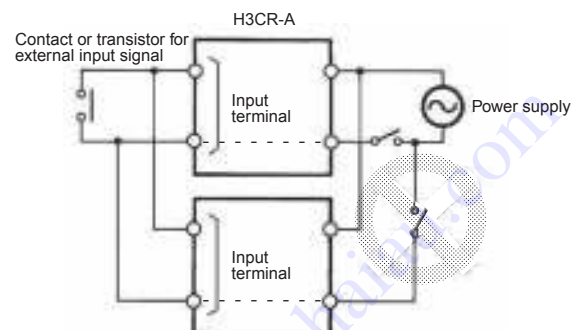 H3CR-A
Contact or transistor for
external input signal
Input
terminal
Power supply
Input
terminal